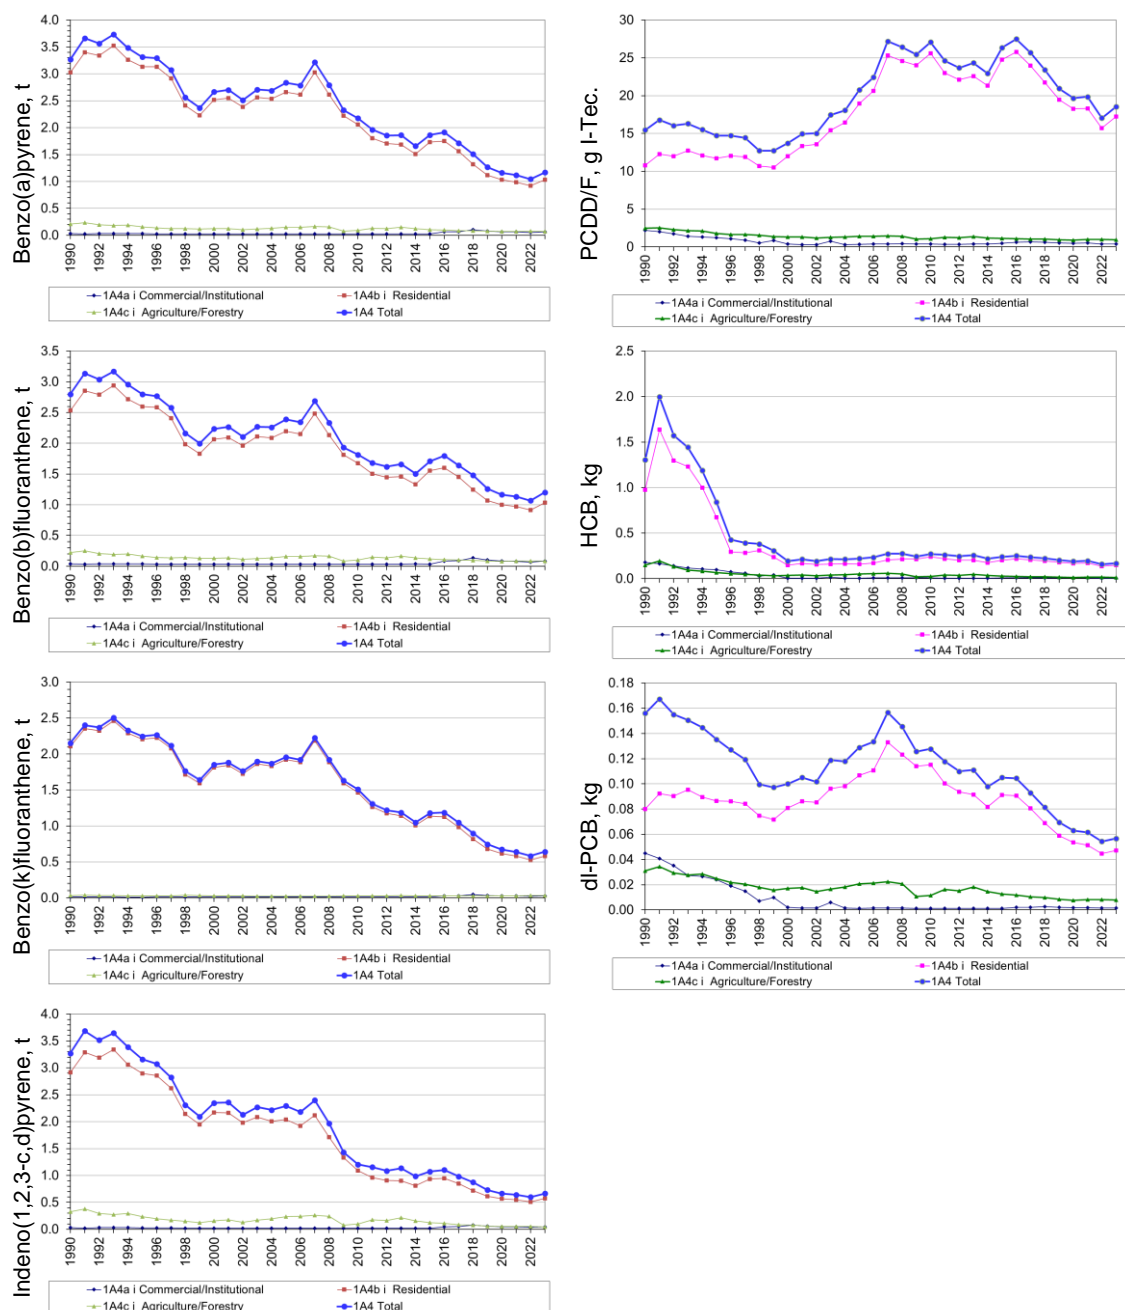 Benzo(a)pyrene, t
4.0
3.5
3.0
2.5
2.0
1.5
1.0
0.5
0.0
1990 1992 1994 1996 1998 2000 2002 2004 2006 2008 2010 2012 2014 2016 2018 2020 2022
1A4a i Commercial/Institutional 1A4b i Residential
1A4c i Agriculture/Forestry 1A4 Total
PCDD/F, g I-Tec.
30
25
20
15
10
5
0
1990 1992 1994 1996 1998 2000 2002 2004 2006 2008 2010 2012 2014 2016 2018 2020 2022
1A4a i Commercial/Institutional 1A4b i Residential
1A4c i Agriculture/Forestry 1A4 Total
Benzo(b)fluoranthene, t
3.5
3.0
2.5
2.0
1.5
1.0
0.5
0.0
1990 1992 1994 1996 1998 2000 2002 2004 2006 2008 2010 2012 2014 2016 2018 2020 2022
1A4a i Commercial/Institutional 1A4b i Residential
1A4c i Agriculture/Forestry 1A4 Total
HCB, kg
2.5
2.0
1.5
1.0
0.5
0.0
1990 1992 1994 1996 1998 2000 2002 2004 2006 2008 2010 2012 2014 2016 2018 2020 2022
1A4a i Commercial/Institutional 1A4b i Residential
1A4c i Agriculture/Forestry 1A4 Total
Benzo(k)fluoranthene, t
3.0
2.5
2.0
1.5
1.0
0.5
0.0
1990 1992 1994 1996 1998 2000 2002 2004 2006 2008 2010 2012 2014 2016 2018 2020 2022
1A4a i Commercial/Institutional 1A4b i Residential
1A4c i Agriculture/Forestry 1A4 Total
dl-PCB, kg
0.18
0.16
0.14
0.12
0.10
0.08
0.06
0.04
0.02
0.00
1990 1992 1994 1996 1998 2000 2002 2004 2006 2008 2010 2012 2014 2016 2018 2020 2022
1A4a i Commercial/Institutional 1A4b i Residential
1A4c i Agriculture/Forestry 1A4 Total
Indeno(1,2,3-c,d)pyrene, t
4.0
3.5
3.0
2.5
2.0
1.5
1.0
0.5
0.0
1990 1992 1994 1996 1998 2000 2002 2004 2006 2008 2010 2012 2014 2016 2018 2020 2022
1A4a i Commercial/Institutional 1A4b i Residential
1A4c i Agriculture/Forestry 1A4 Total